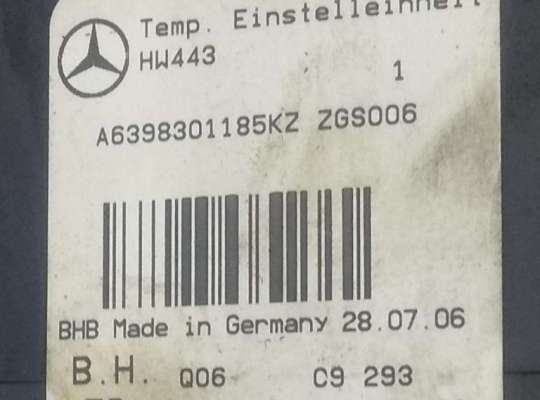 Temp. Einstelleinheit
HW443
1
A6398301185KZ ZGS006
BHB Made in Germany 28.07.06
B.H. Q06 C9 293